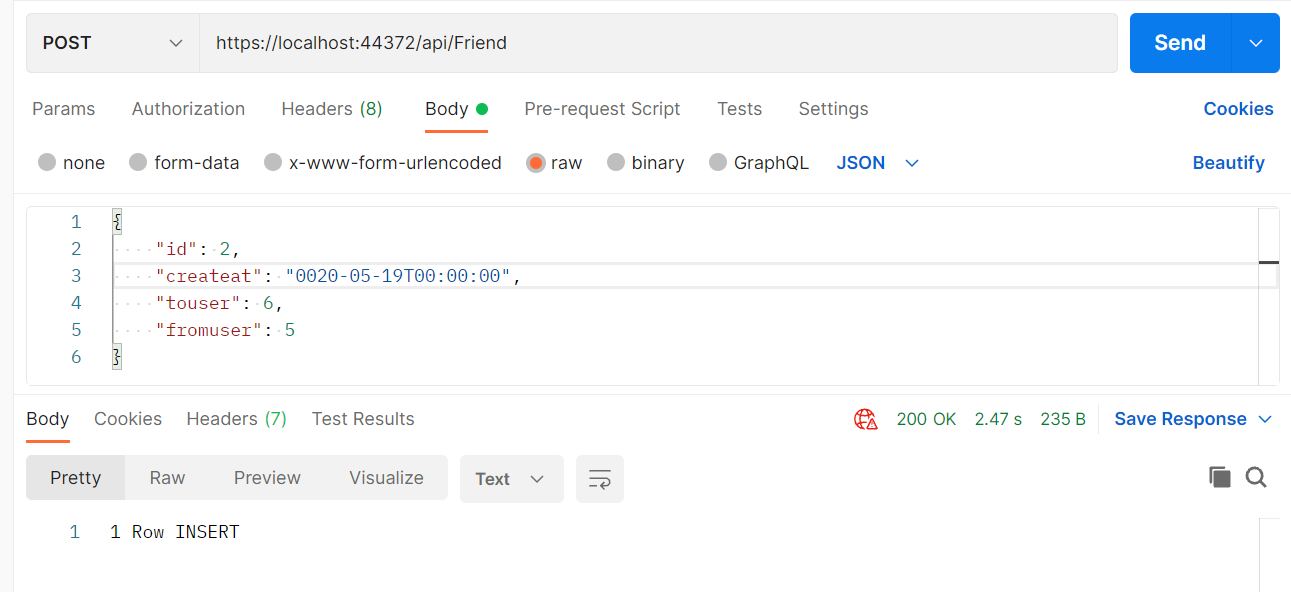 POST https://localhost:44372/api/Friend Send
Params Authorization Headers (8) Body Pre-request Script Tests Settings Cookies
none form-data x-www-form-urlencoded raw binary GraphQL JSON Beautify
1 {
2 "id": 2,
3 "createat": "0020-05-19T00:00:00",
4 "touser": 6,
5 "fromuser": 5
6 }
Body Cookies Headers (7) Test Results 200 OK 2.47 s 235 B Save Response
Pretty Raw Preview Visualize Text
1 1 Row INSERT